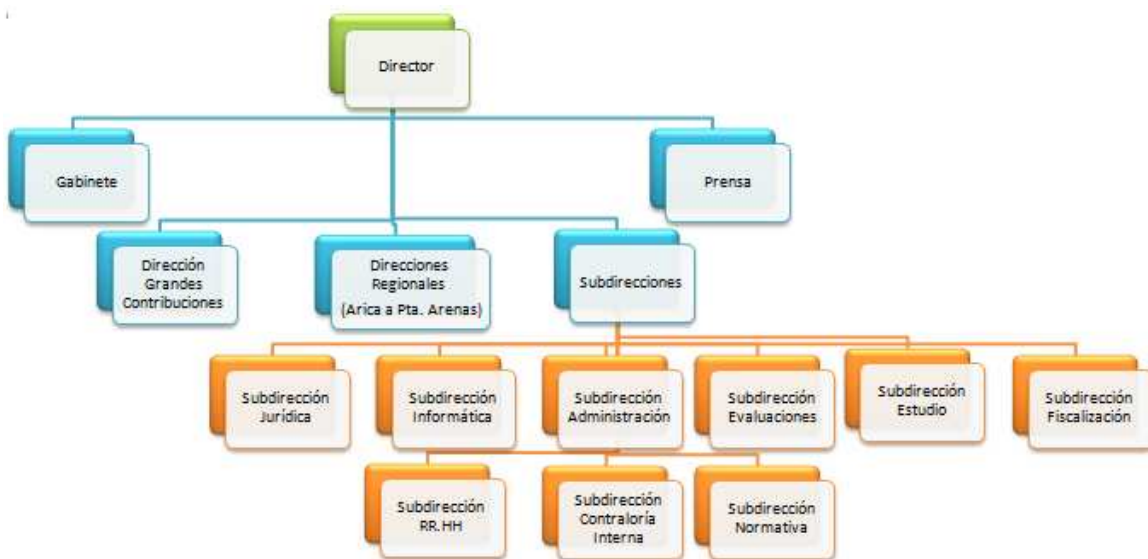 Director
Gabinete
Prensa
Dirección
Grandes
Contribuciones
Direcciones
Regionales
(Arica a Pta. Arenas)
Subdirecciones
Subdirección
Jurídica
Subdirección
Informática
Subdirección
Administración
Subdirección
Evaluaciones
Subdirección
Estudio
Subdirección
Fiscalización
Subdirección
RR.HH
Subdirección
Contraloría
Interna
Subdirección
Normativa